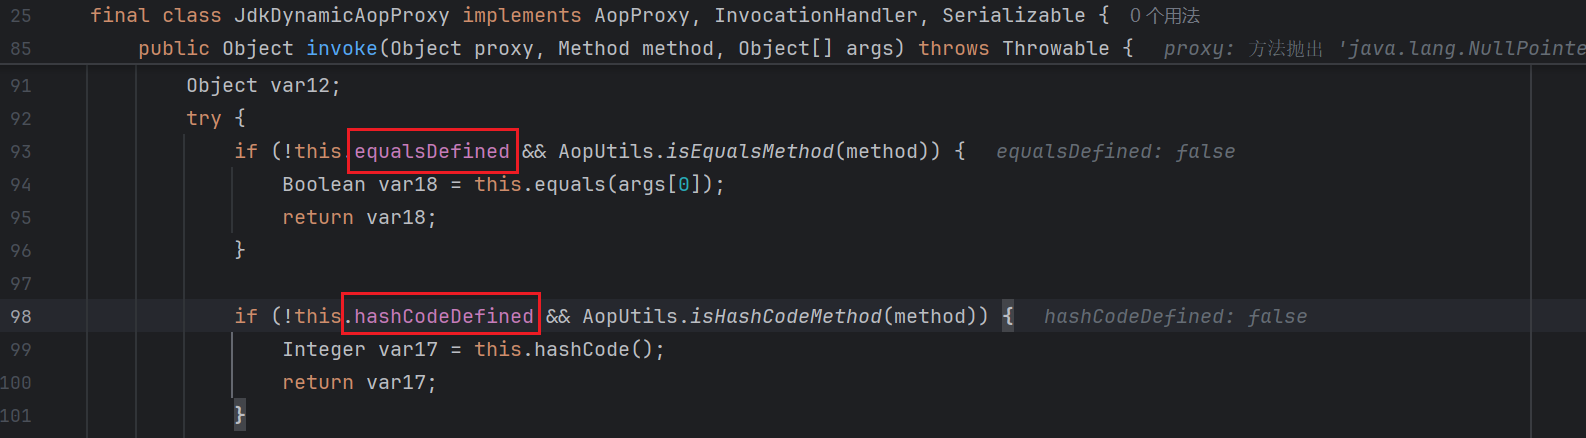 25 final class JdkDynamicAopProxy implements AopProxy, InvocationHandler, Serializable { 0 个用法
85 public Object invoke(Object proxy, Method method, Object[] args) throws Throwable { proxy: 方法抛出 'java.lang.NullPointe
91 Object var12;
92 try {
93 if (!this.equalsDefined && AopUtils.isEqualsMethod(method)) { equalsDefined: false
94 Boolean var18 = this.equals(args[0]);
95 return var18;
96 }
97
98 if (!this.hashCodeDefined && AopUtils.isHashCodeMethod(method)) { hashCodeDefined: false
99 Integer var17 = this.hashCode();
100 return var17;
101 }